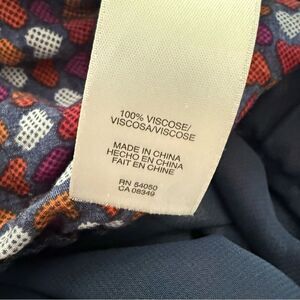 100% VISCOSE/
VISCOSA/VISCOSE
MADE IN CHINA
HECHO EN CHINA
FAIT EN CHINE
RN 54050
CA 08349